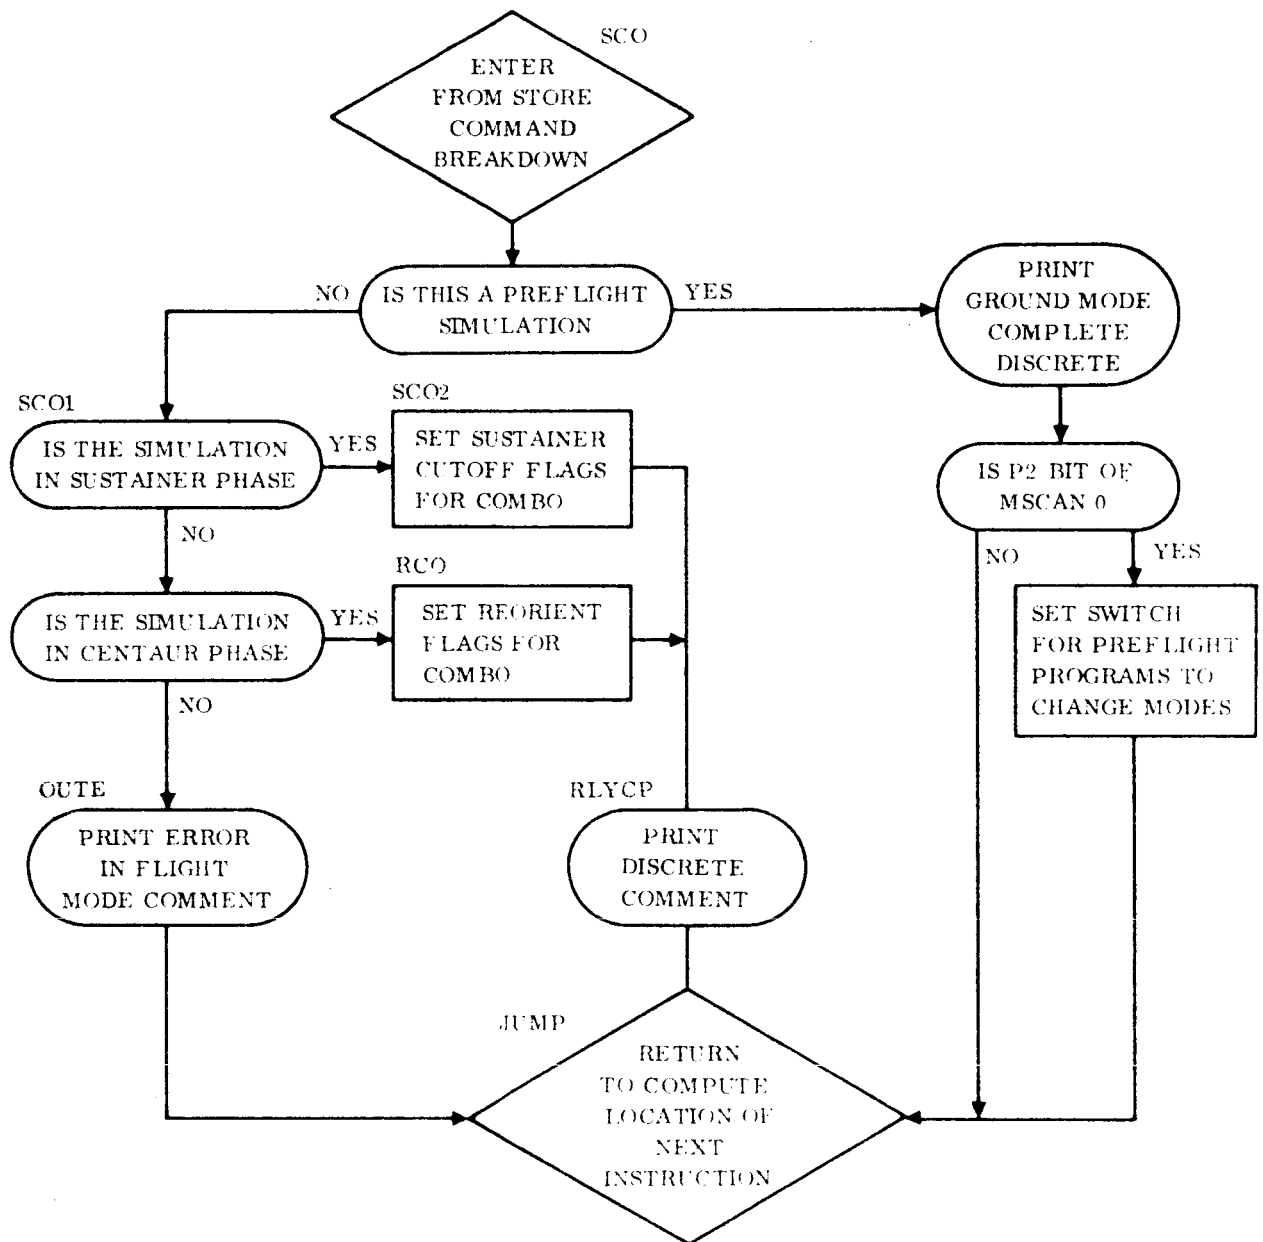 SCO
ENTER
FROM STORE
COMMAND
BREAKDOWN
NO
IS THIS A PREFLIGHT
SIMULATION
YES
PRINT
GROUND MODE
COMPLETE
DISCRETE
SCO1
IS THE SIMULATION
IN SUSTAINER PHASE
YES
SCO2
SET SUSTAINER
CUTOFF FLAGS
FOR COMBO
IS P2 BIT OF
MSCAN 0
NO
NO
YES
RCO
IS THE SIMULATION
IN CENTAUR PHASE
YES
SET REORIENT
FLAGS FOR
COMBO
SET SWITCH
FOR PREFLIGHT
PROGRAMS TO
CHANGE MODES
NO
OUTE
PRINT ERROR
IN FLIGHT
MODE COMMENT
RLYCP
PRINT
DISCRETE
COMMENT
JUMP
RETURN
TO COMPUTE
LOCATION OF
NEXT
INSTRUCTION